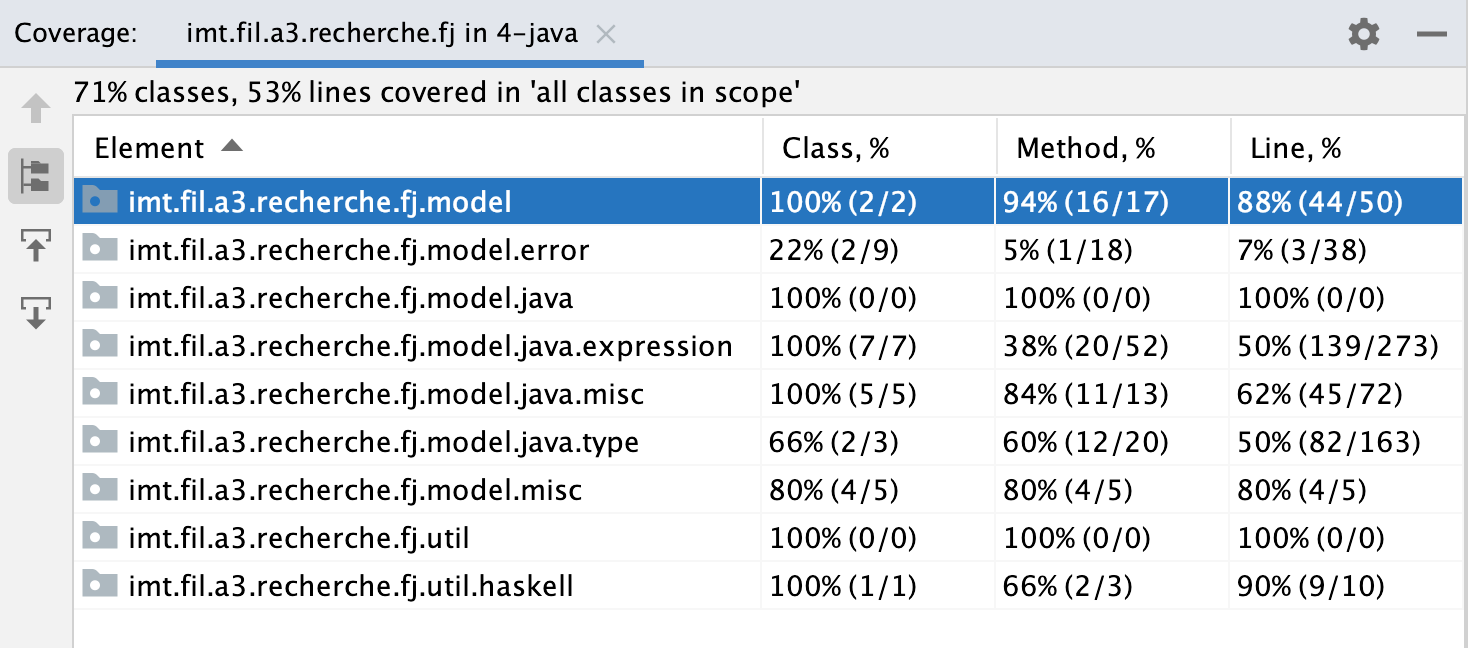 Coverage: imt.fil.a3.recherche.fj in 4-java
71% classes, 53% lines covered in 'all classes in scope'
Element Class, % Method, % Line, %
imt.fil.a3.recherche.fj.model 100% (2/2) 94% (16/17) 88% (44/50)
imt.fil.a3.recherche.fj.model.error 22% (2/9) 5% (1/18) 7% (3/38)
imt.fil.a3.recherche.fj.model.java 100% (0/0) 100% (0/0) 100% (0/0)
imt.fil.a3.recherche.fj.model.java.expression 100% (7/7) 38% (20/52) 50% (139/273)
imt.fil.a3.recherche.fj.model.java.misc 100% (5/5) 84% (11/13) 62% (45/72)
imt.fil.a3.recherche.fj.model.java.type 66% (2/3) 60% (12/20) 50% (82/163)
imt.fil.a3.recherche.fj.model.misc 80% (4/5) 80% (4/5) 80% (4/5)
imt.fil.a3.recherche.fj.util 100% (0/0) 100% (0/0) 100% (0/0)
imt.fil.a3.recherche.fj.util.haskell 100% (1/1) 66% (2/3) 90% (9/10)